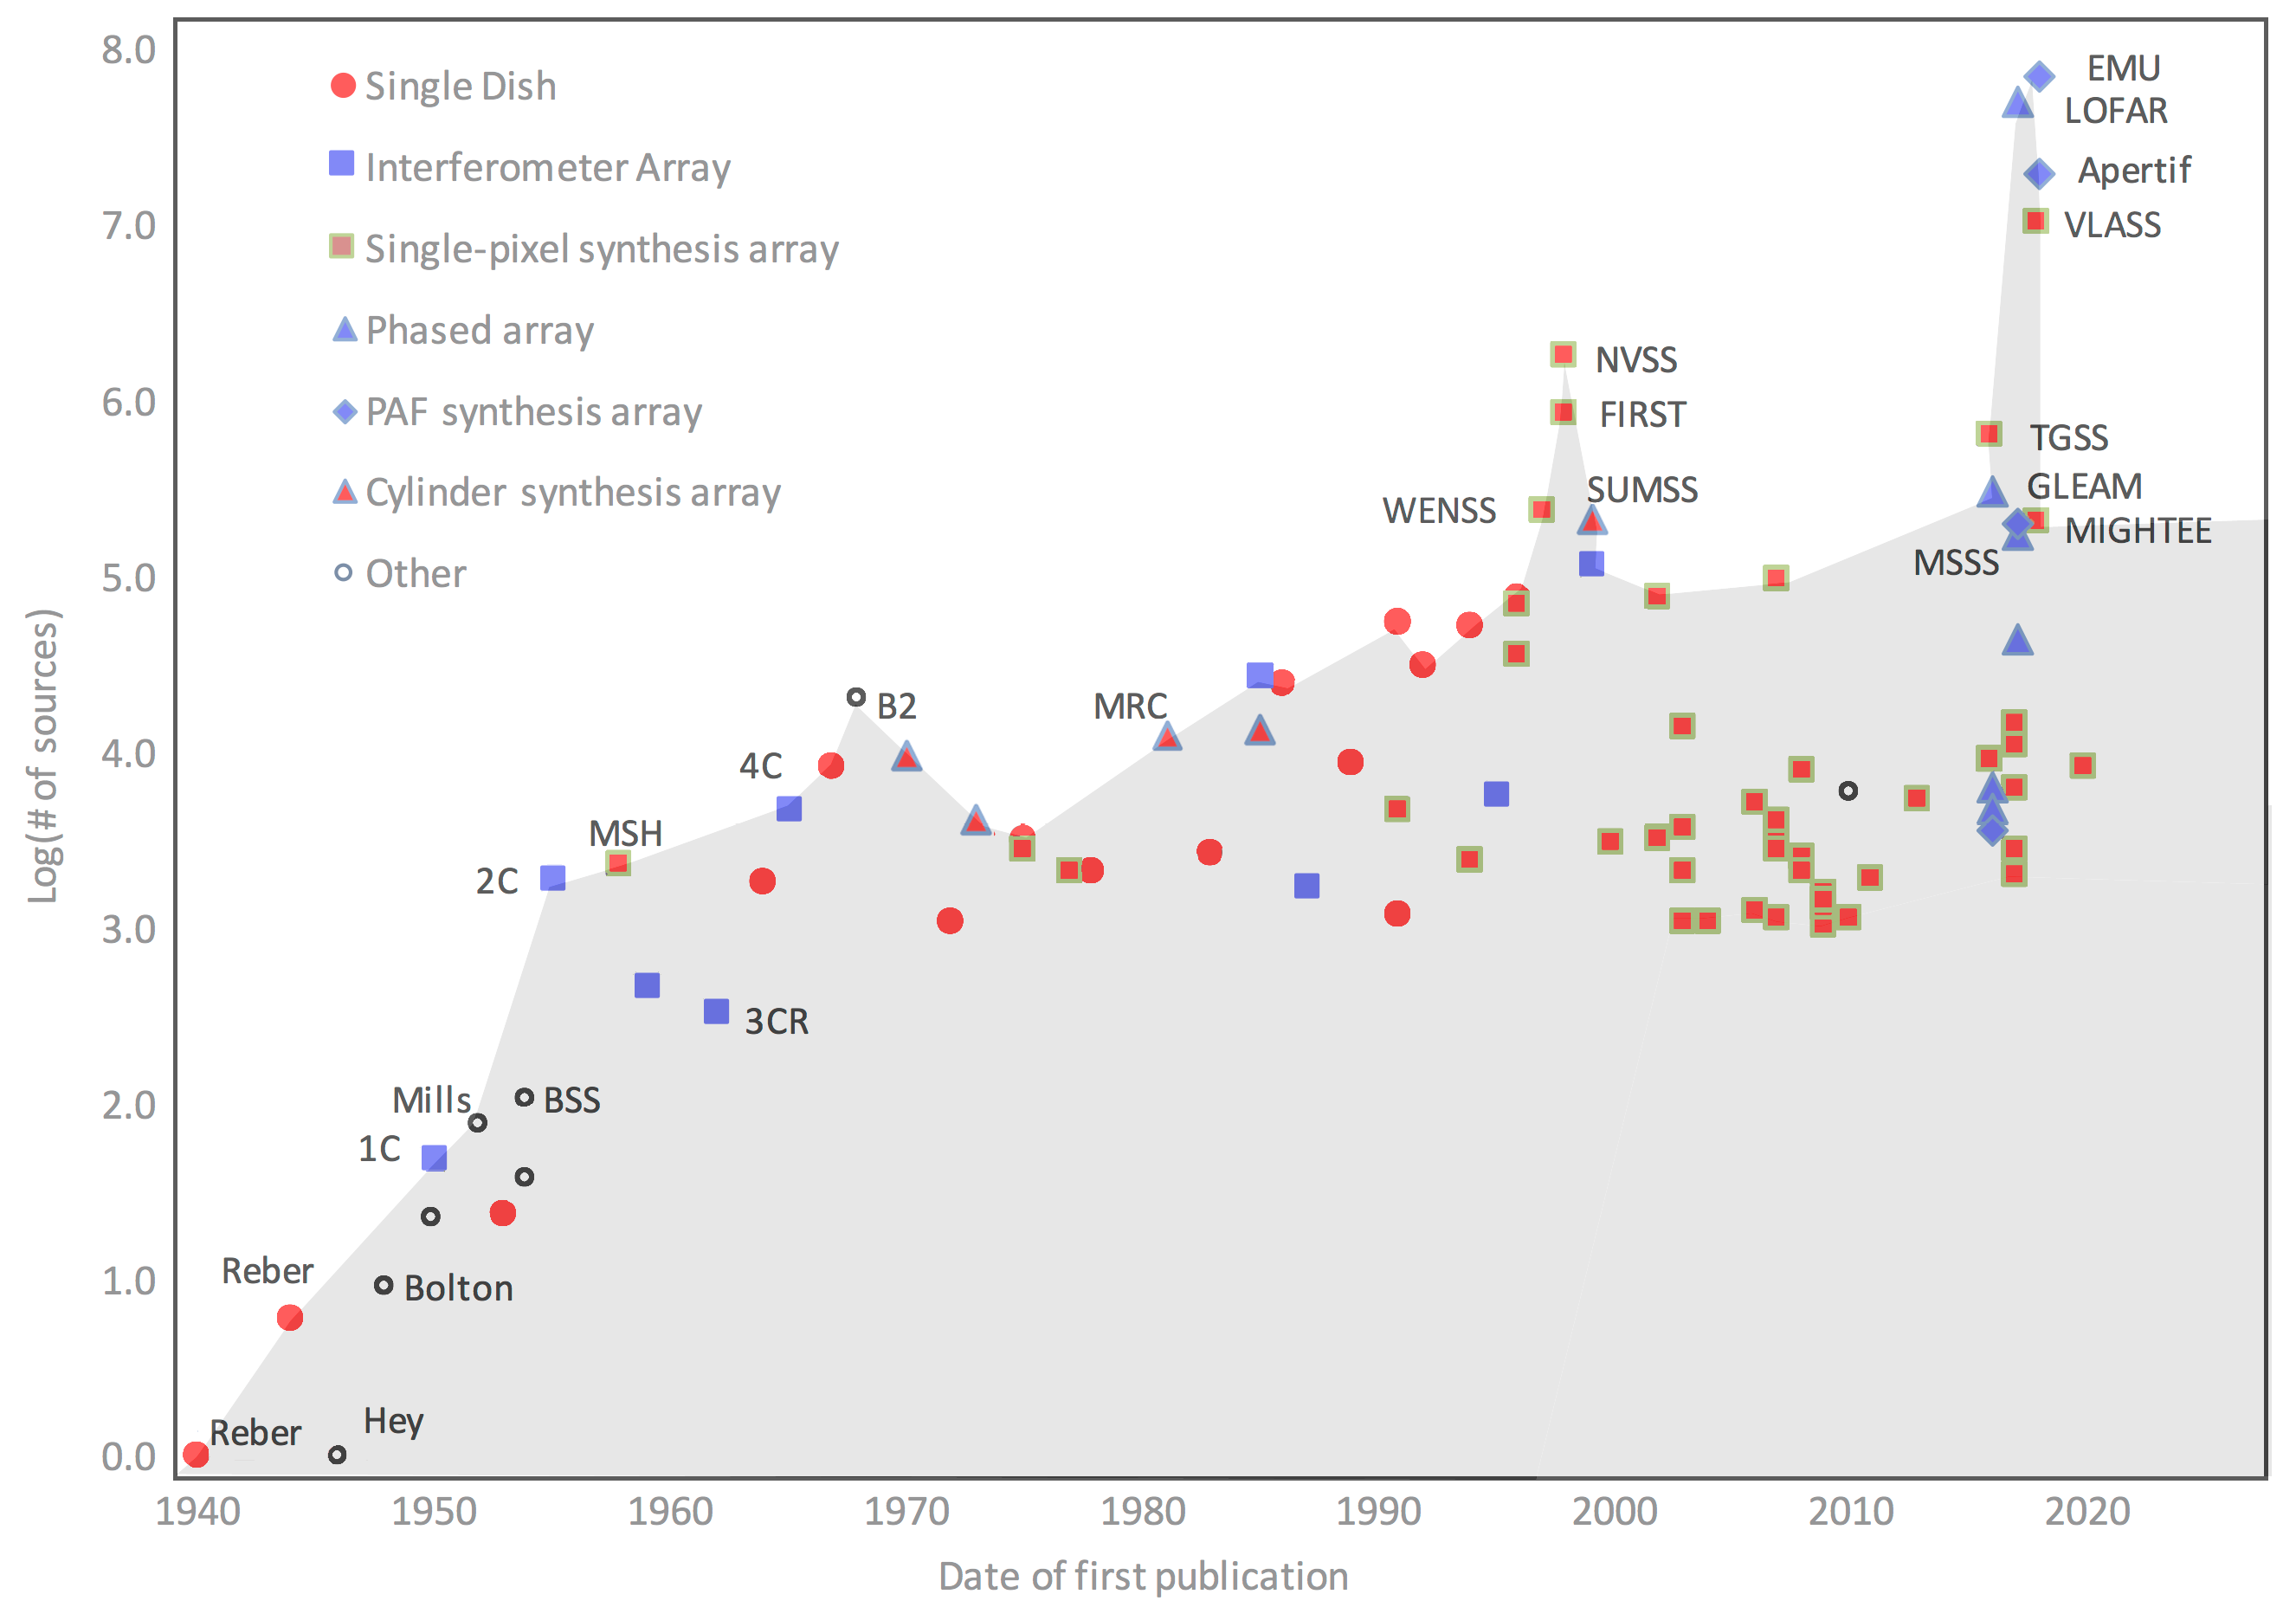 8.0
7.0
6.0
5.0
4.0
3.0
2.0
1.0
0.0
Log(# of sources)
Single Dish
Interferometer Array
Single-pixel synthesis array
Phased array
PAF synthesis array
Cylinder synthesis array
Other
EMU
LOFAR
Apertif
VLASS
NVSS
FIRST
TGSS
SUMSS
GLEAM
WENSS
MIGHTEE
MSSS
MRC
B2
4C
MSH
2C
3CR
Mills
BSS
1C
Reber
Bolton
Hey
Reber
1940 1950 1960 1970 1980 1990 2000 2010 2020
Date of first publication